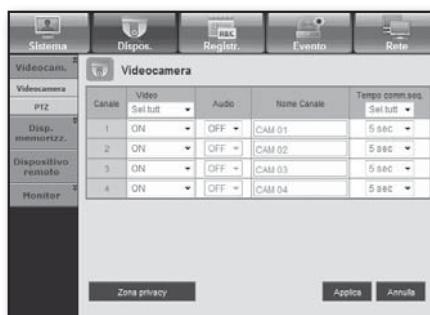 Sistema Dispos. Registr. Evento Rete
Videocam.
Videocamera
PTZ
Disp. memorizz.
Dispositivo remoto
Monitor
Videocamera
Canale Video Audio Nome Canale Tempo comm.seq.
Sel.tutt Sel.tutt
1 ON OFF CAM 01 5 sec
2 ON OFF CAM 02 5 sec
3 ON OFF CAM 03 5 sec
4 ON OFF CAM 04 5 sec
Zona privacy Applica Annulla